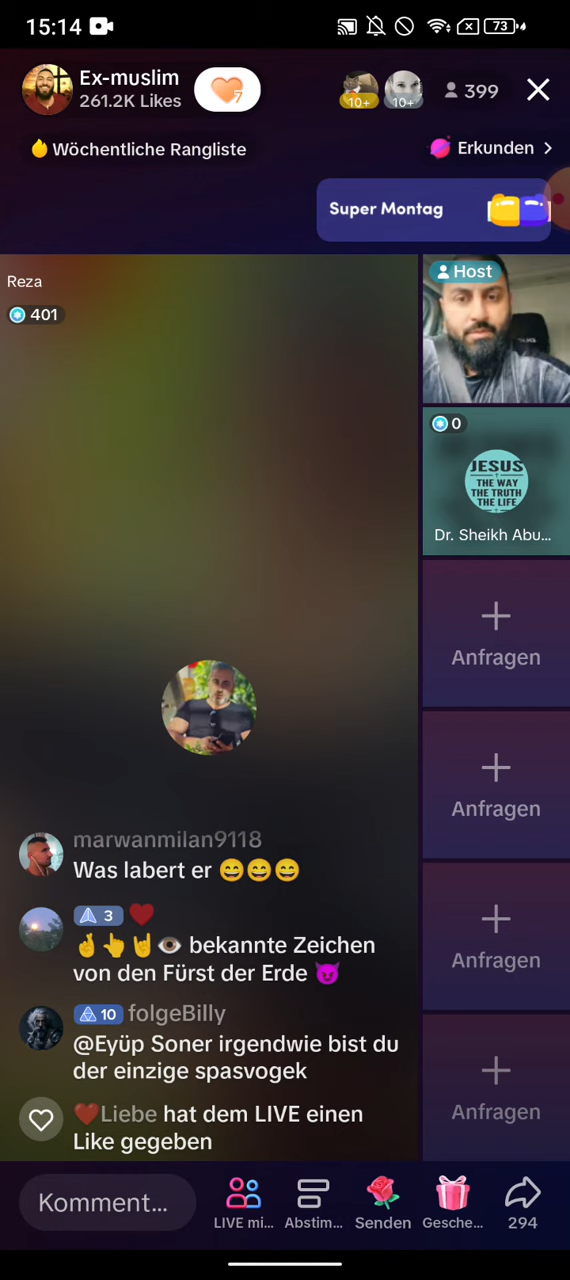 15:14
73
Ex-muslim
261.2K Likes
7
10+
10+
399
Wöchentliche Rangliste
Erkunden
Super Montag
Reza
401
Host
0
JESUS
THE WAY
THE TRUTH
THE LIFE
Dr. Sheikh Abu...
Anfragen
Anfragen
Anfragen
Anfragen
marwanmilan9118
Was labert er 😄😄😄
3 ❤️
🤞👆🤘👁️ bekannte Zeichen
von den Fürst der Erde 😈
10 folgeBilly
@Eyüp Soner irgendwie bist du
der einzige spasvogek
❤️Liebe hat dem LIVE einen
Like gegeben
Komment...
LIVE mi...
Abstim...
Senden
Gesche...
294